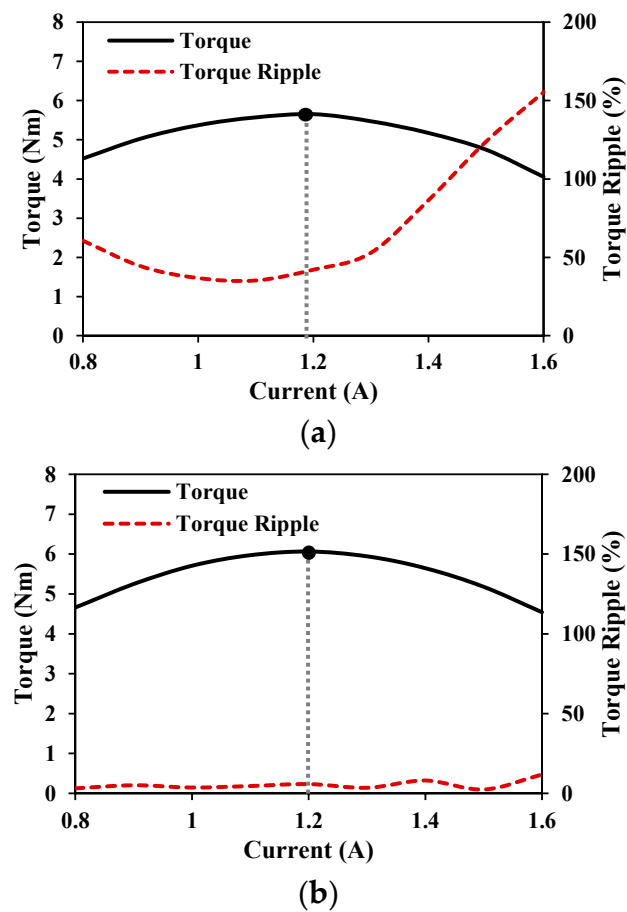 8 200
Torque
7
Torque Ripple
6 150
5
4 100
3
2 50
1
0 0
0.8 1 1.2 1.4 1.6
Torque (Nm)
Torque Ripple (%)
Current (A)
(a)
8 200
Torque
7
Torque Ripple
6 150
5
4 100
3
2 50
1
0 0
0.8 1 1.2 1.4 1.6
Torque (Nm)
Torque Ripple (%)
Current (A)
(b)